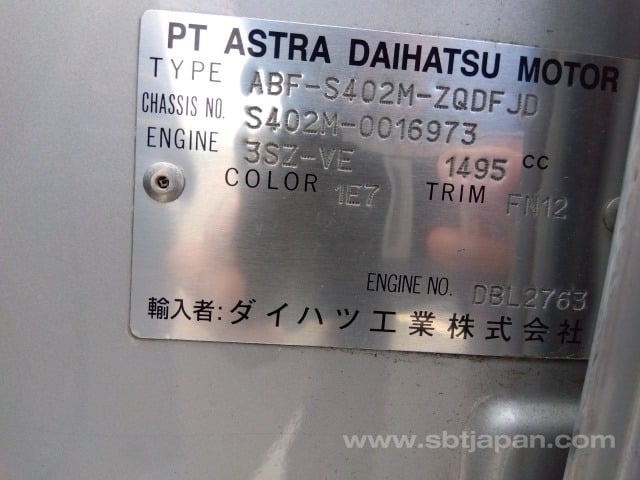 PT ASTRA DAIHATSU MOTOR
TYPE ABF-S402M-ZQDFJD
CHASSIS NO. S402M-0016973
ENGINE 3SZ-VE 1495 CC
COLOR 1E7 TRIM FN12
ENGINE NO. DBL2763
輸入者:ダイハツ工業株式会社
www.sbtjapan.com